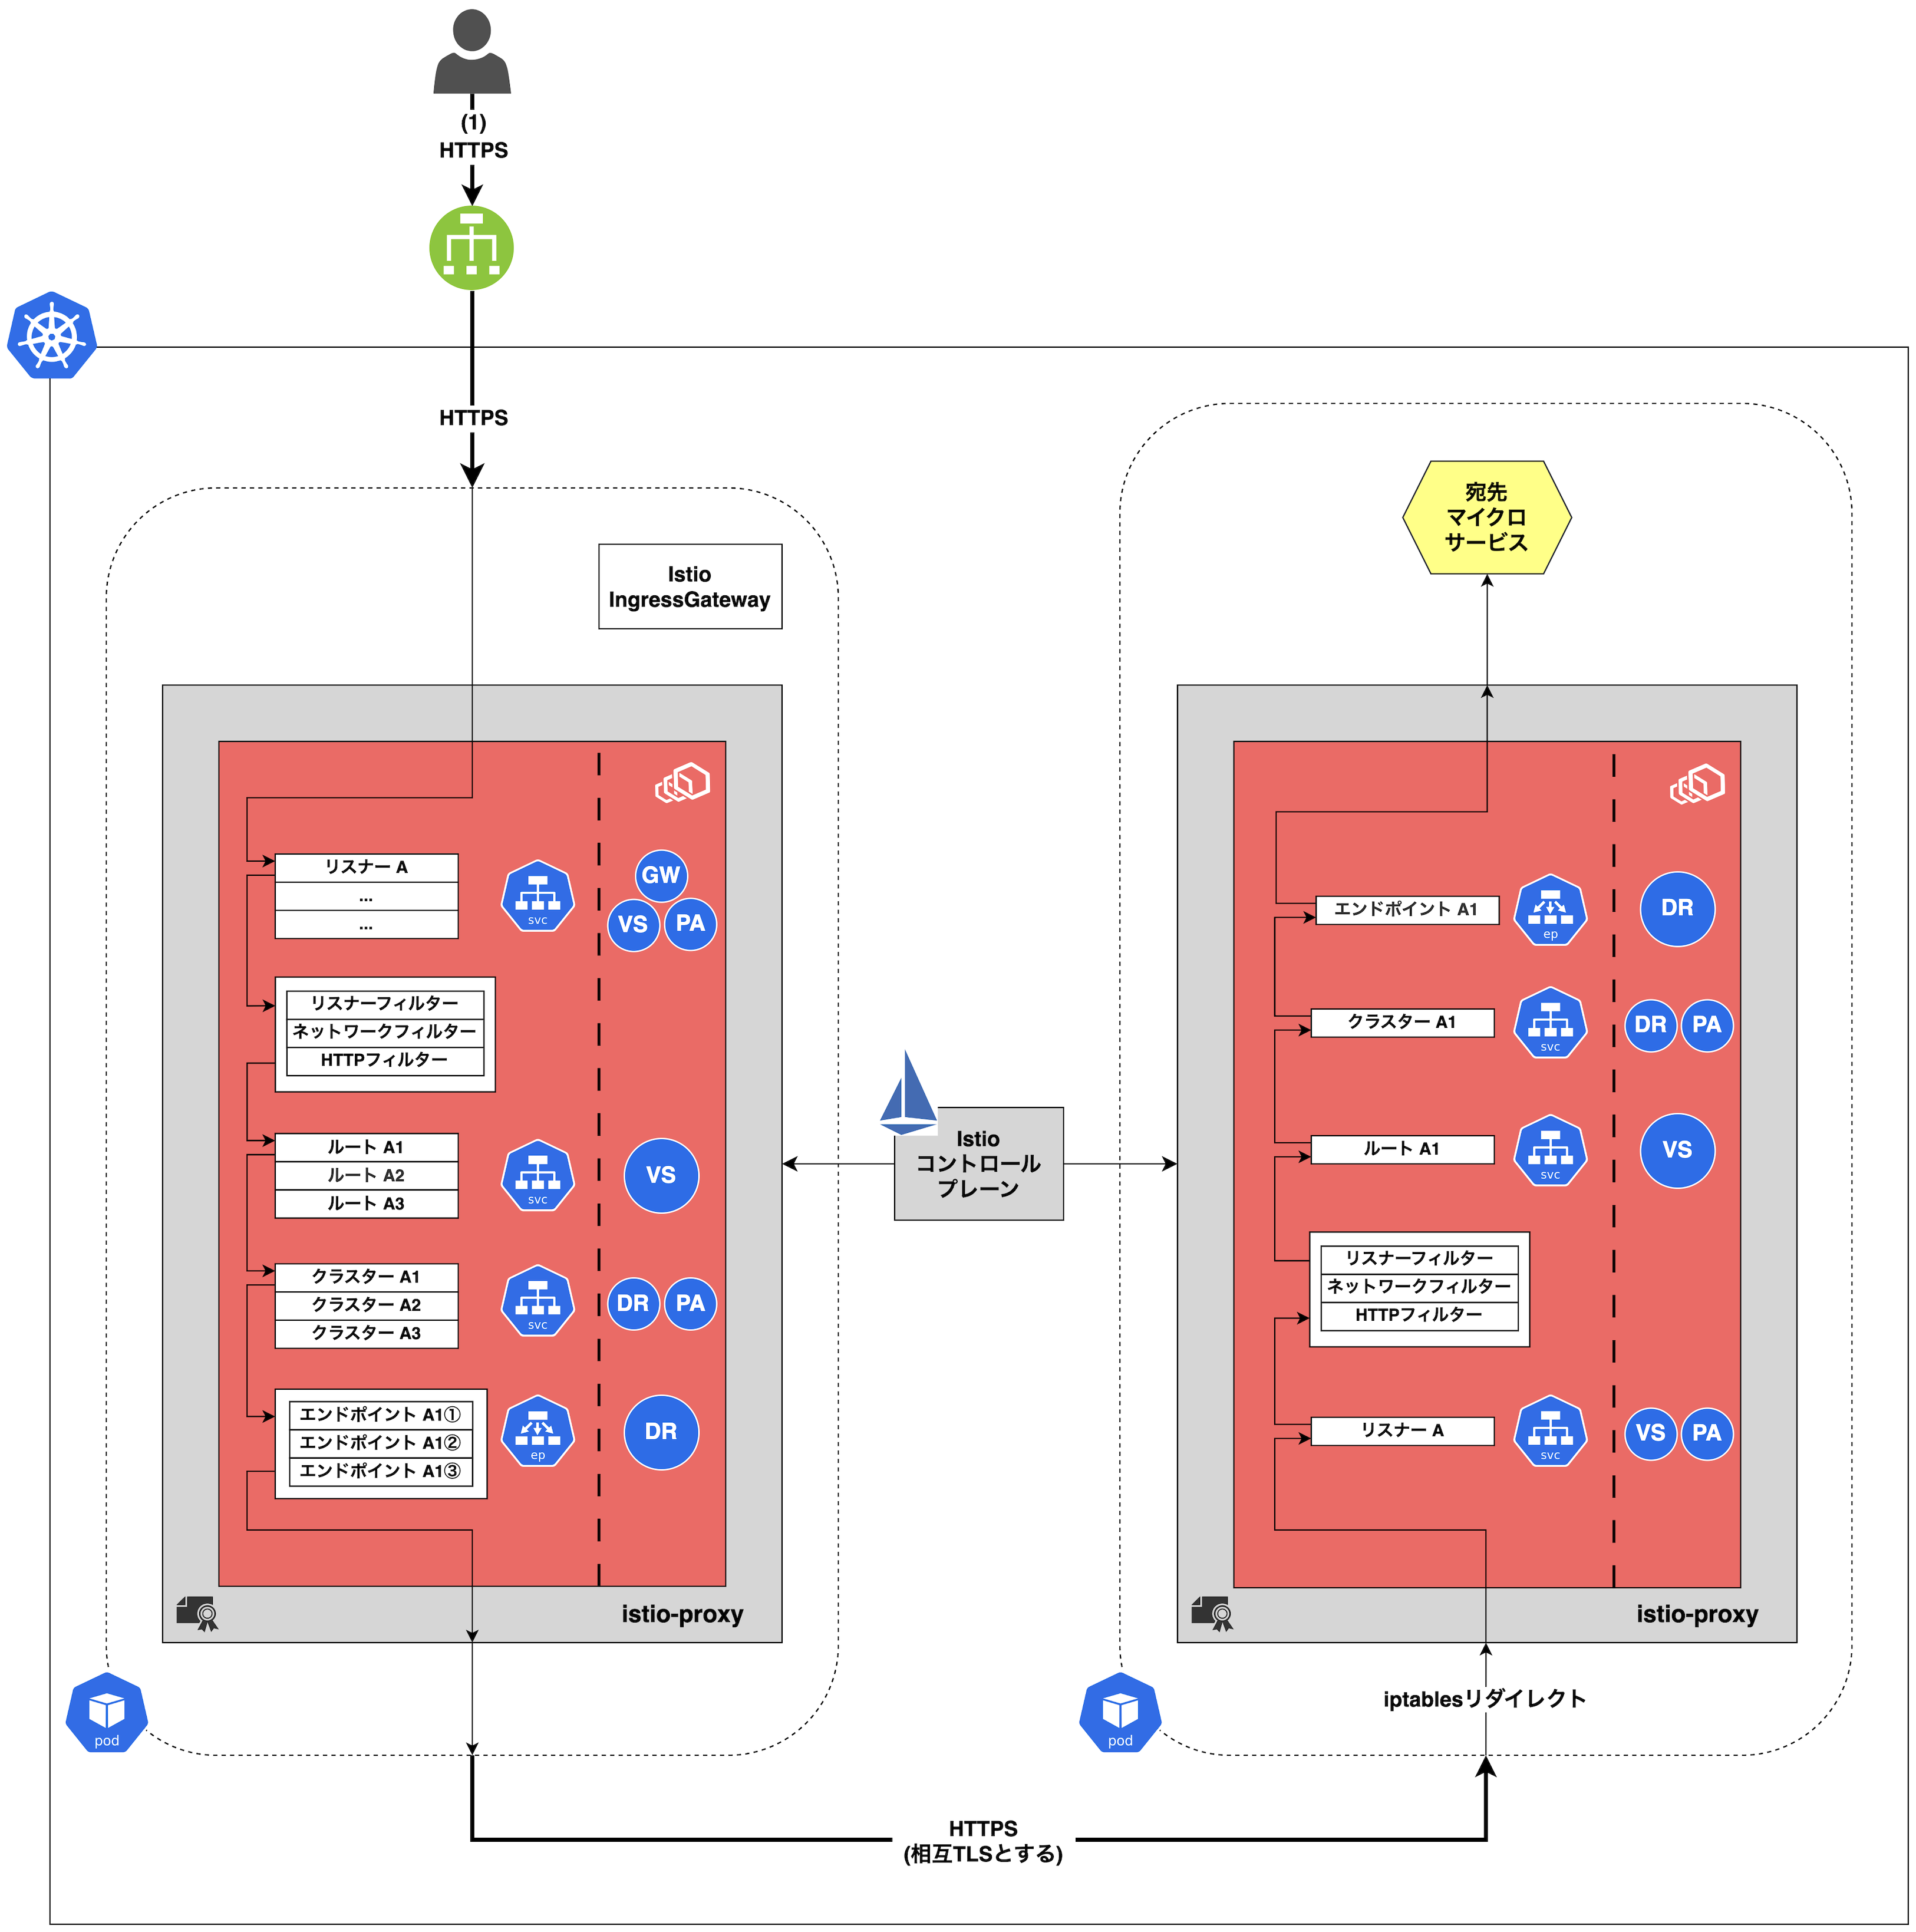 (1)
HTTPS
HTTPS
Istio
IngressGateway
リスナー A
...
...
svc
GW
VS
PA
リスナーフィルター
ネットワークフィルター
HTTPフィルター
ルート A1
ルート A2
ルート A3
svc
VS
クラスター A1
クラスター A2
クラスター A3
svc
DR
PA
エンドポイント A1①
エンドポイント A1②
エンドポイント A1③
ep
DR
istio-proxy
pod
Istio
コントロール
プレーン
宛先
マイクロ
サービス
エンドポイント A1
ep
DR
クラスター A1
svc
DR
PA
ルート A1
svc
VS
リスナーフィルター
ネットワークフィルター
HTTPフィルター
リスナー A
svc
VS
PA
istio-proxy
iptablesリダイレクト
pod
HTTPS
(相互TLSとする)